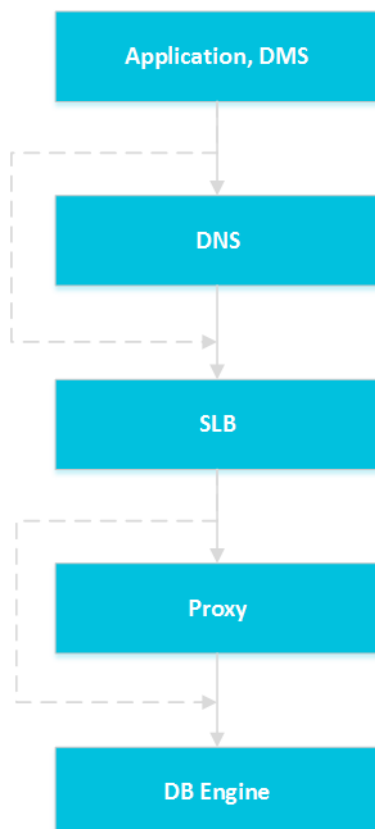 Application, DMS
DNS
SLB
Proxy
DB Engine